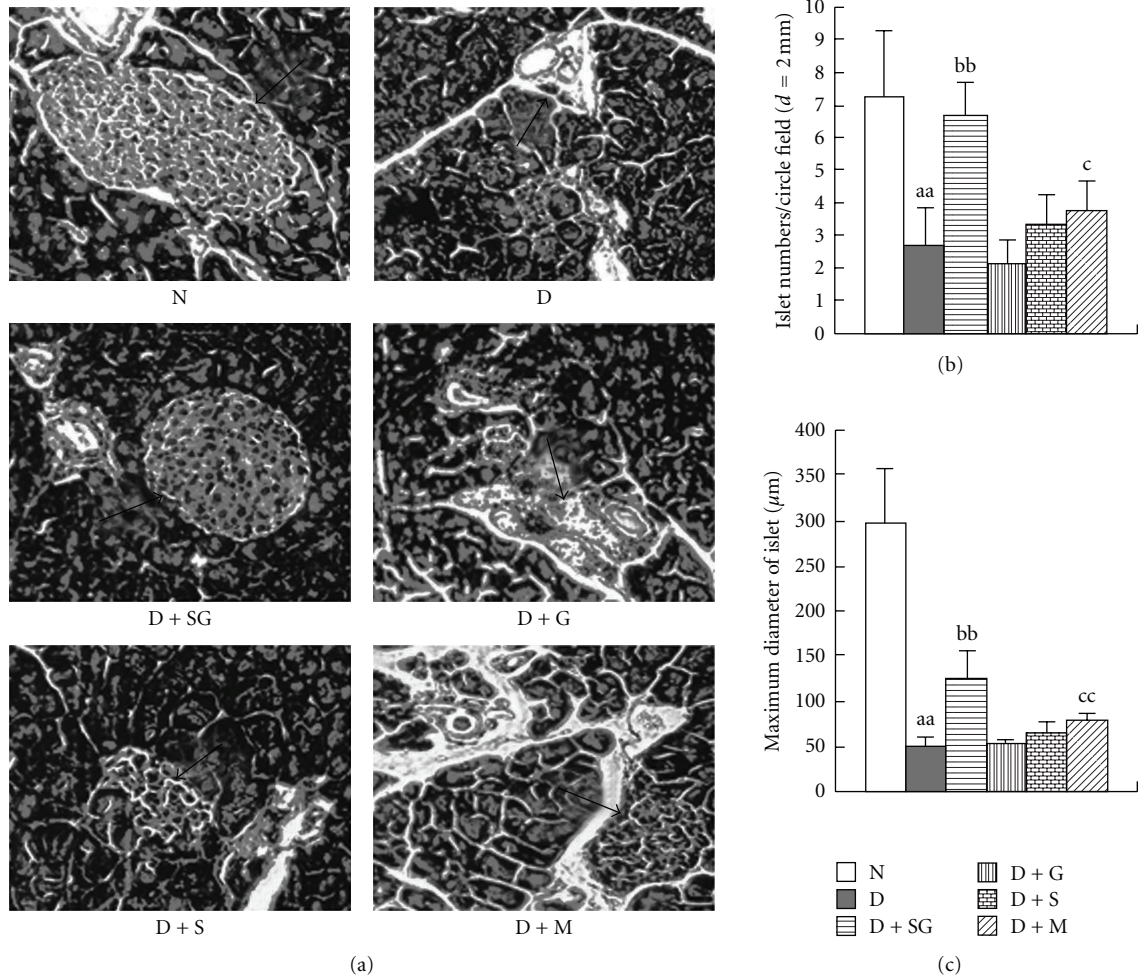 N
D
D + SG
D + G
D + S
D + M
(a)
10
9
8
7
6
5
4
3
2
1
0
Islet numbers/circle field (d = 2 mm)
aa
bb
c
(b)
400
350
300
250
200
150
100
50
0
Maximum diameter of islet (μm)
aa
bb
cc
N
D
D + SG
D + G
D + S
D + M
(c)